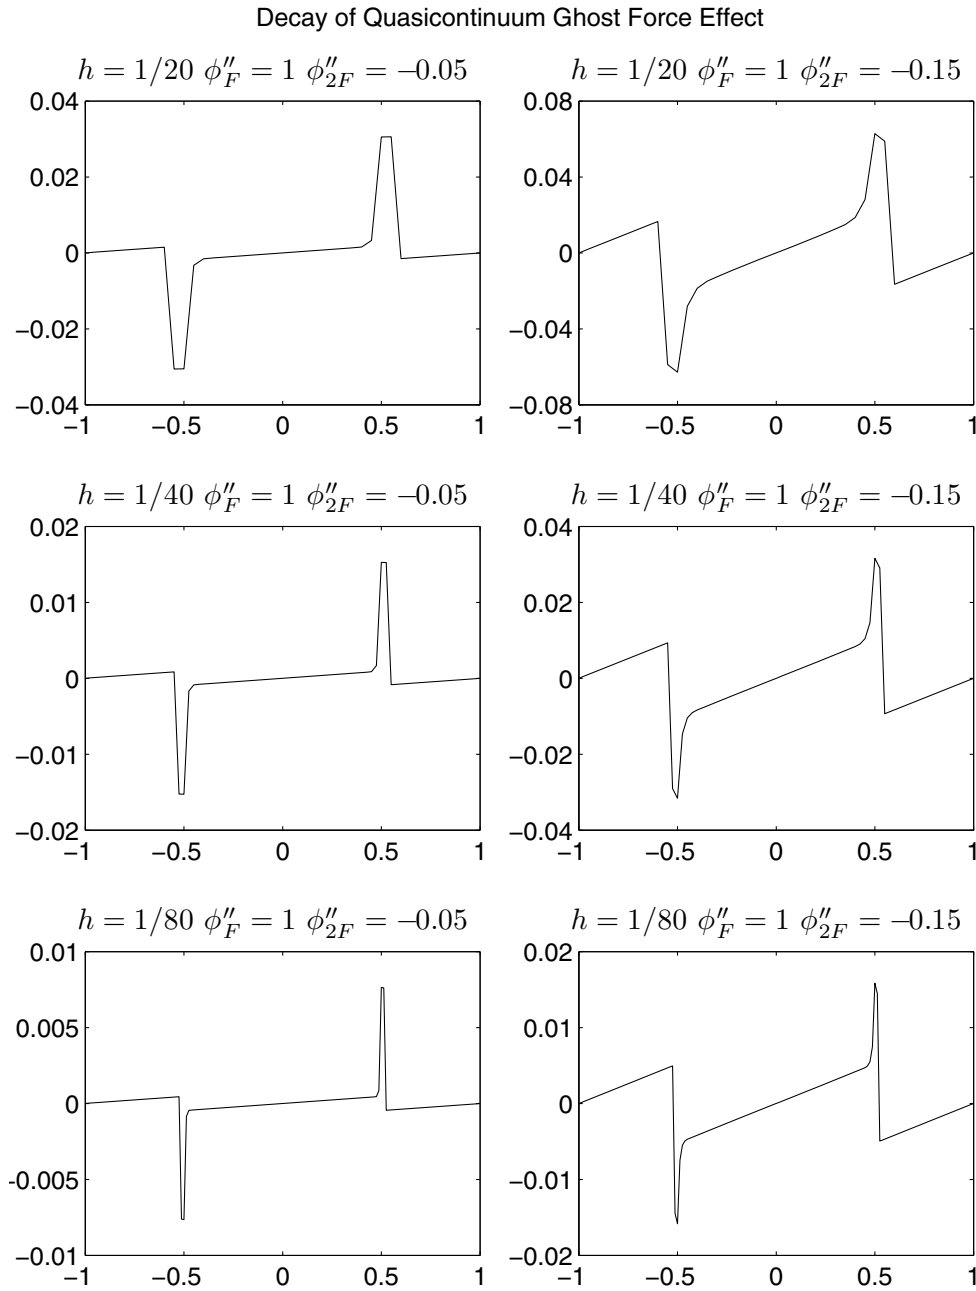 Decay of Quasicontinuum Ghost Force Effect
h = 1/20 ϕ″_F = 1 ϕ″_{2F} = −0.05
0.04
0.02
0
−0.02
−0.04
−1 −0.5 0 0.5 1
h = 1/20 ϕ″_F = 1 ϕ″_{2F} = −0.15
0.08
0.04
0
−0.04
−0.08
−1 −0.5 0 0.5 1
h = 1/40 ϕ″_F = 1 ϕ″_{2F} = −0.05
0.02
0.01
0
−0.01
−0.02
−1 −0.5 0 0.5 1
h = 1/40 ϕ″_F = 1 ϕ″_{2F} = −0.15
0.04
0.02
0
−0.02
−0.04
−1 −0.5 0 0.5 1
h = 1/80 ϕ″_F = 1 ϕ″_{2F} = −0.05
0.01
0.005
0
-0.005
−0.01
−1 −0.5 0 0.5 1
h = 1/80 ϕ″_F = 1 ϕ″_{2F} = −0.15
0.02
0.01
0
−0.01
−0.02
−1 −0.5 0 0.5 1